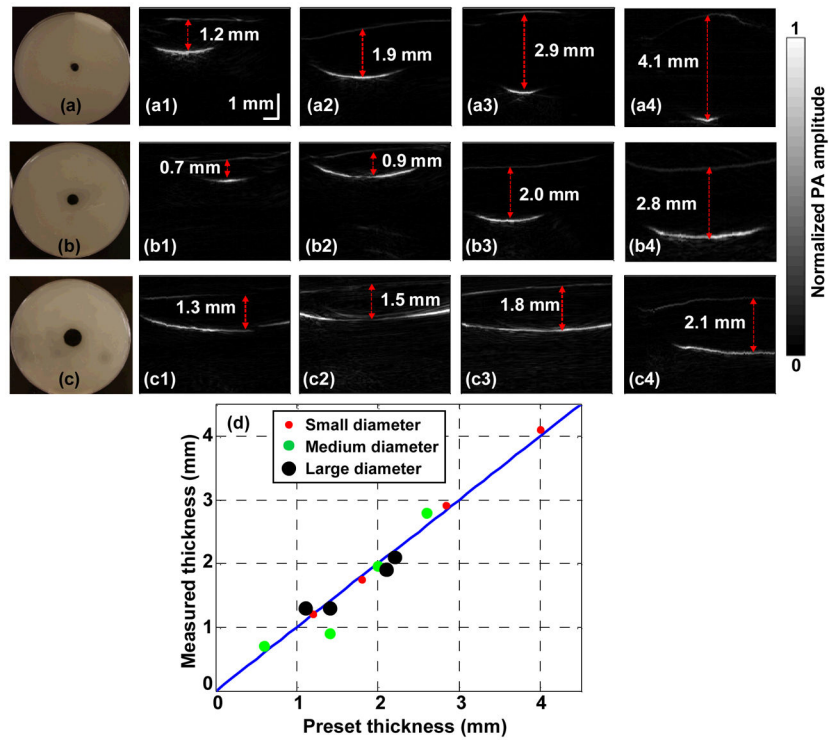 (a)
1.2 mm
(a1)
1 mm
1.9 mm
(a2)
2.9 mm
(a3)
4.1 mm
(a4)
(b)
0.7 mm
(b1)
0.9 mm
(b2)
2.0 mm
(b3)
2.8 mm
(b4)
(c)
1.3 mm
(c1)
1.5 mm
(c2)
1.8 mm
(c3)
2.1 mm
(c4)
1
Normalized PA amplitude
0
(d)
Small diameter
Medium diameter
Large diameter
Measured thickness (mm)
4
3
2
1
0
0 1 2 3 4
Preset thickness (mm)